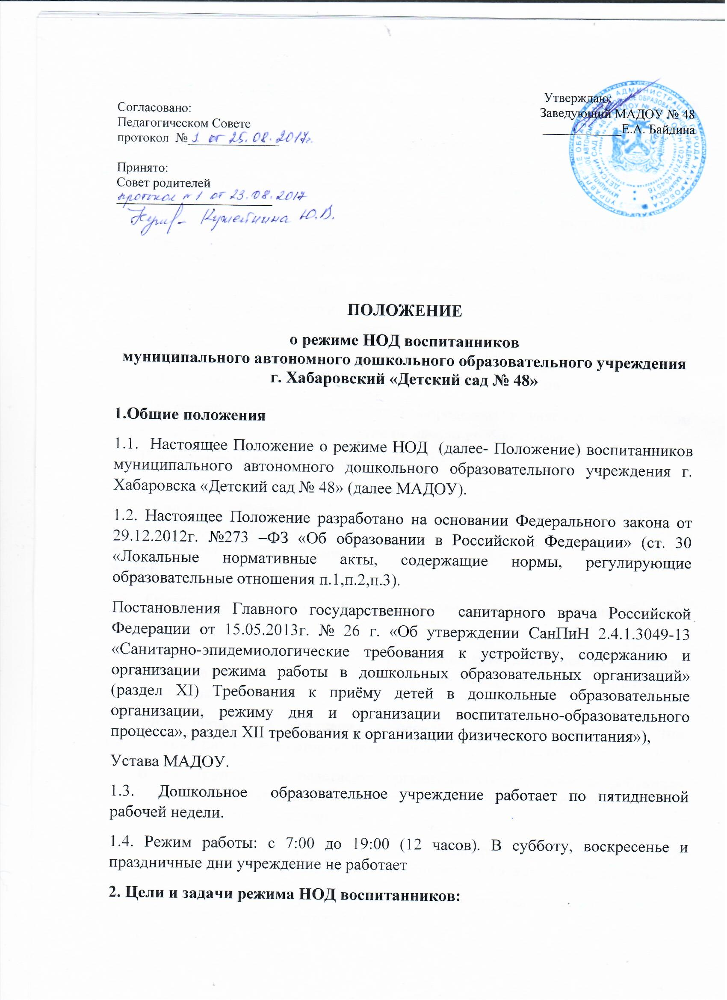 Согласовано:
Педагогическом Совете
протокол № 1 от 25.08.2017г.
Принято:
Совет родителей
протокол №1 от 23.08.2017
Ю.В.
Утверждаю:
Заведующий МАДОУ № 48
Е.А. Байдина
ПОЛОЖЕНИЕ
о режиме НОД воспитанников
муниципального автономного дошкольного образовательного учреждения
г. Хабаровский «Детский сад № 48»
1.Общие положения
1.1. Настоящее Положение о режиме НОД (далее- Положение) воспитанников
муниципального автономного дошкольного образовательного учреждения г.
Хабаровска «Детский сад № 48» (далее МАДОУ).
1.2. Настоящее Положение разработано на основании Федерального закона от
29.12.2012г. №273 –ФЗ «Об образовании в Российской Федерации» (ст. 30
«Локальные нормативные акты, содержащие нормы, регулирующие
образовательные отношения п.1,п.2,п.3).
Постановления Главного государственного санитарного врача Российской
Федерации от 15.05.2013г. № 26 г. «Об утверждении СанПиН 2.4.1.3049-13
«Санитарно-эпидемиологические требования к устройству, содержанию и
организации режима работы в дошкольных образовательных организаций»
(раздел XI) Требования к приёму детей в дошкольные образовательные
организации, режиму дня и организации воспитательно-образовательного
процесса», раздел XII требования к организации физического воспитания»),
Устава МАДОУ.
1.3. Дошкольное образовательное учреждение работает по пятидневной
рабочей недели.
1.4. Режим работы: с 7:00 до 19:00 (12 часов). В субботу, воскресенье и
праздничные дни учреждение не работает
2. Цели и задачи режима НОД воспитанников: